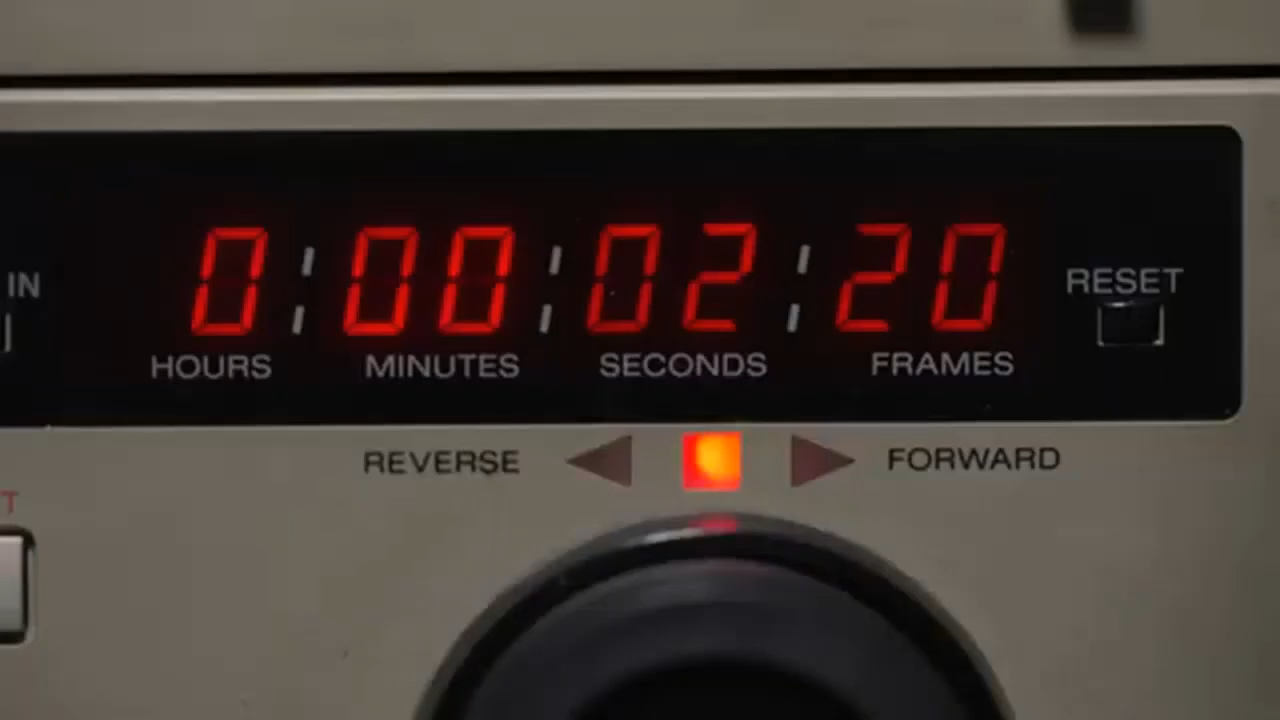 0:00:02:20
IN
RESET
HOURS MINUTES SECONDS FRAMES
REVERSE FORWARD
T